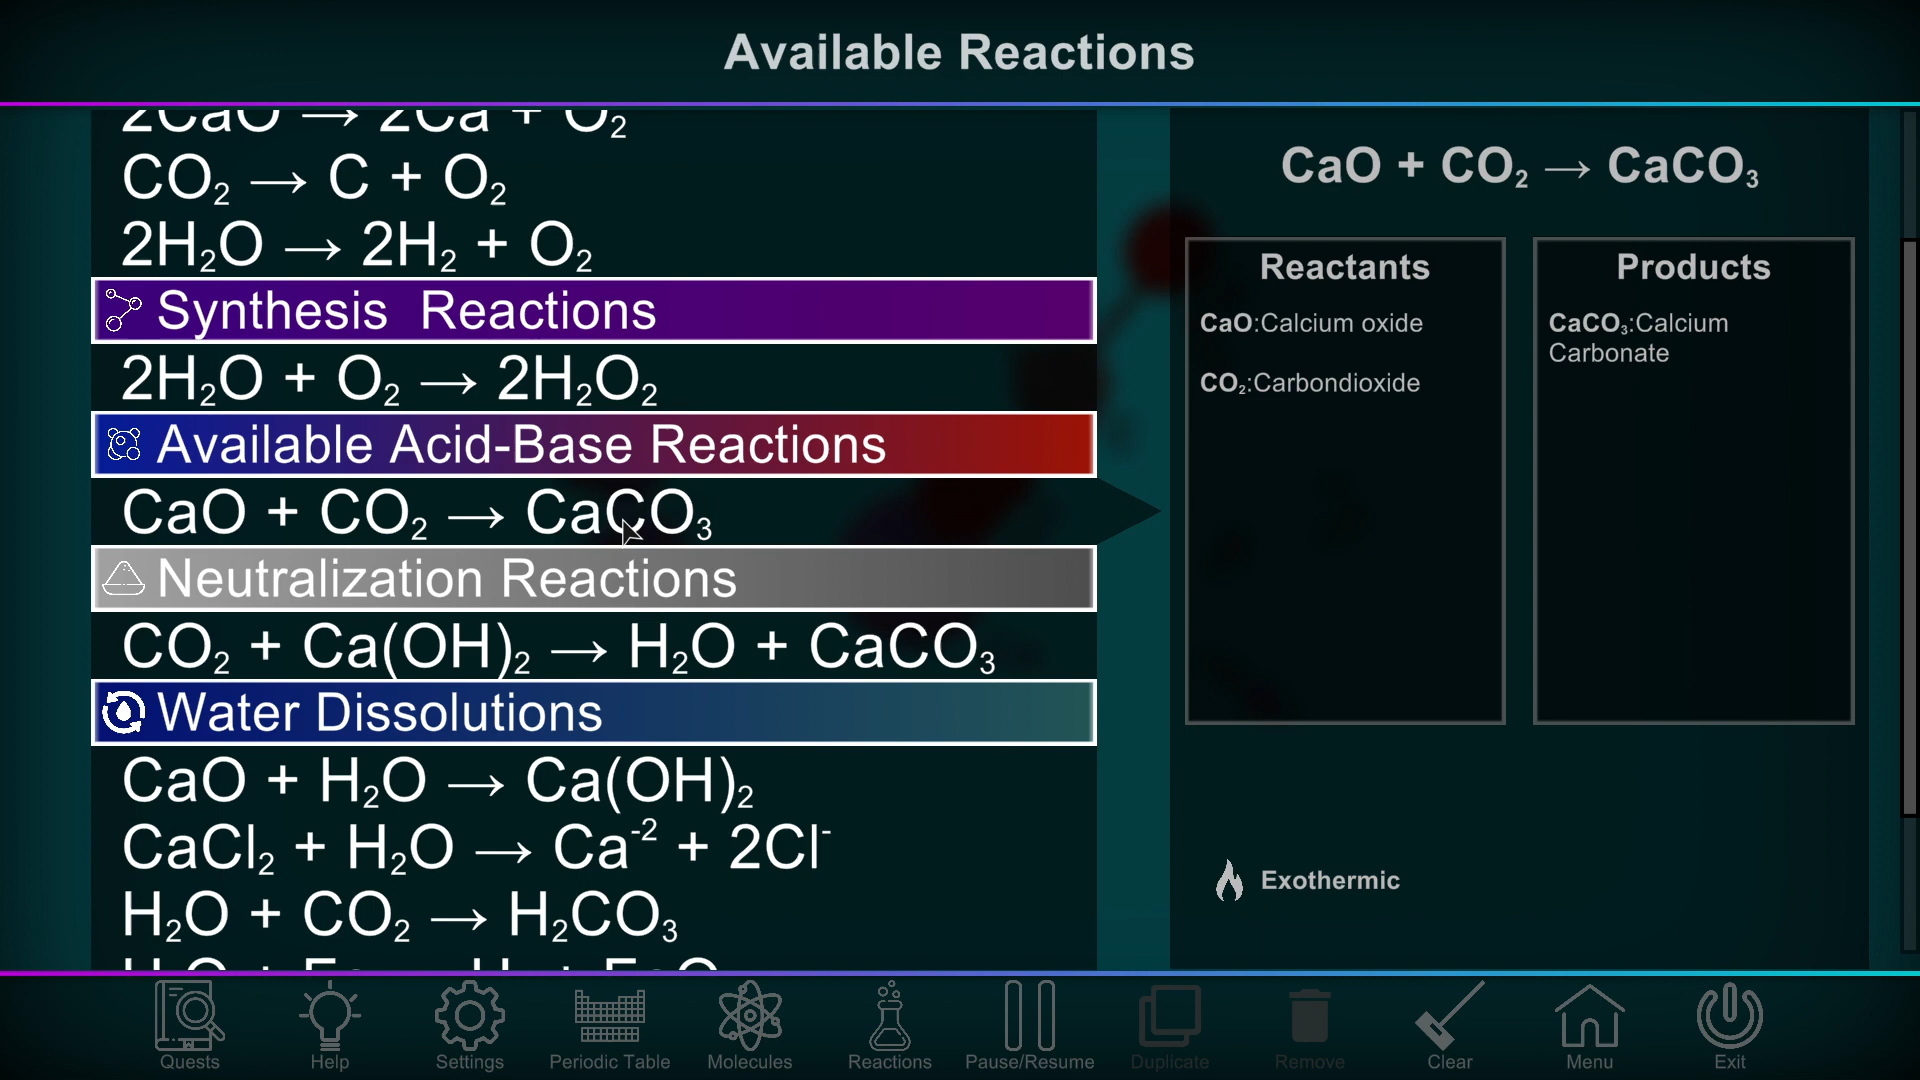 Available Reactions
2CaO → 2Ca + O₂
CO₂ → C + O₂
2H₂O → 2H₂ + O₂
Synthesis  Reactions
2H₂O + O₂ → 2H₂O₂
Available Acid-Base Reactions
CaO + CO₂ → CaCO₃
Neutralization Reactions
CO₂ + Ca(OH)₂ → H₂O + CaCO₃
Water Dissolutions
CaO + H₂O → Ca(OH)₂
CaCl₂ + H₂O → Ca⁻² + 2Cl⁻
H₂O + CO₂ → H₂CO₃
CaO + CO₂ → CaCO₃
Reactants
CaO:Calcium oxide
CO₂:Carbondioxide
Products
CaCO₃:Calcium
Carbonate
Exothermic
Quests
Help
Settings
Periodic Table
Molecules
Reactions
Pause/Resume
Duplicate
Remove
Clear
Menu
Exit